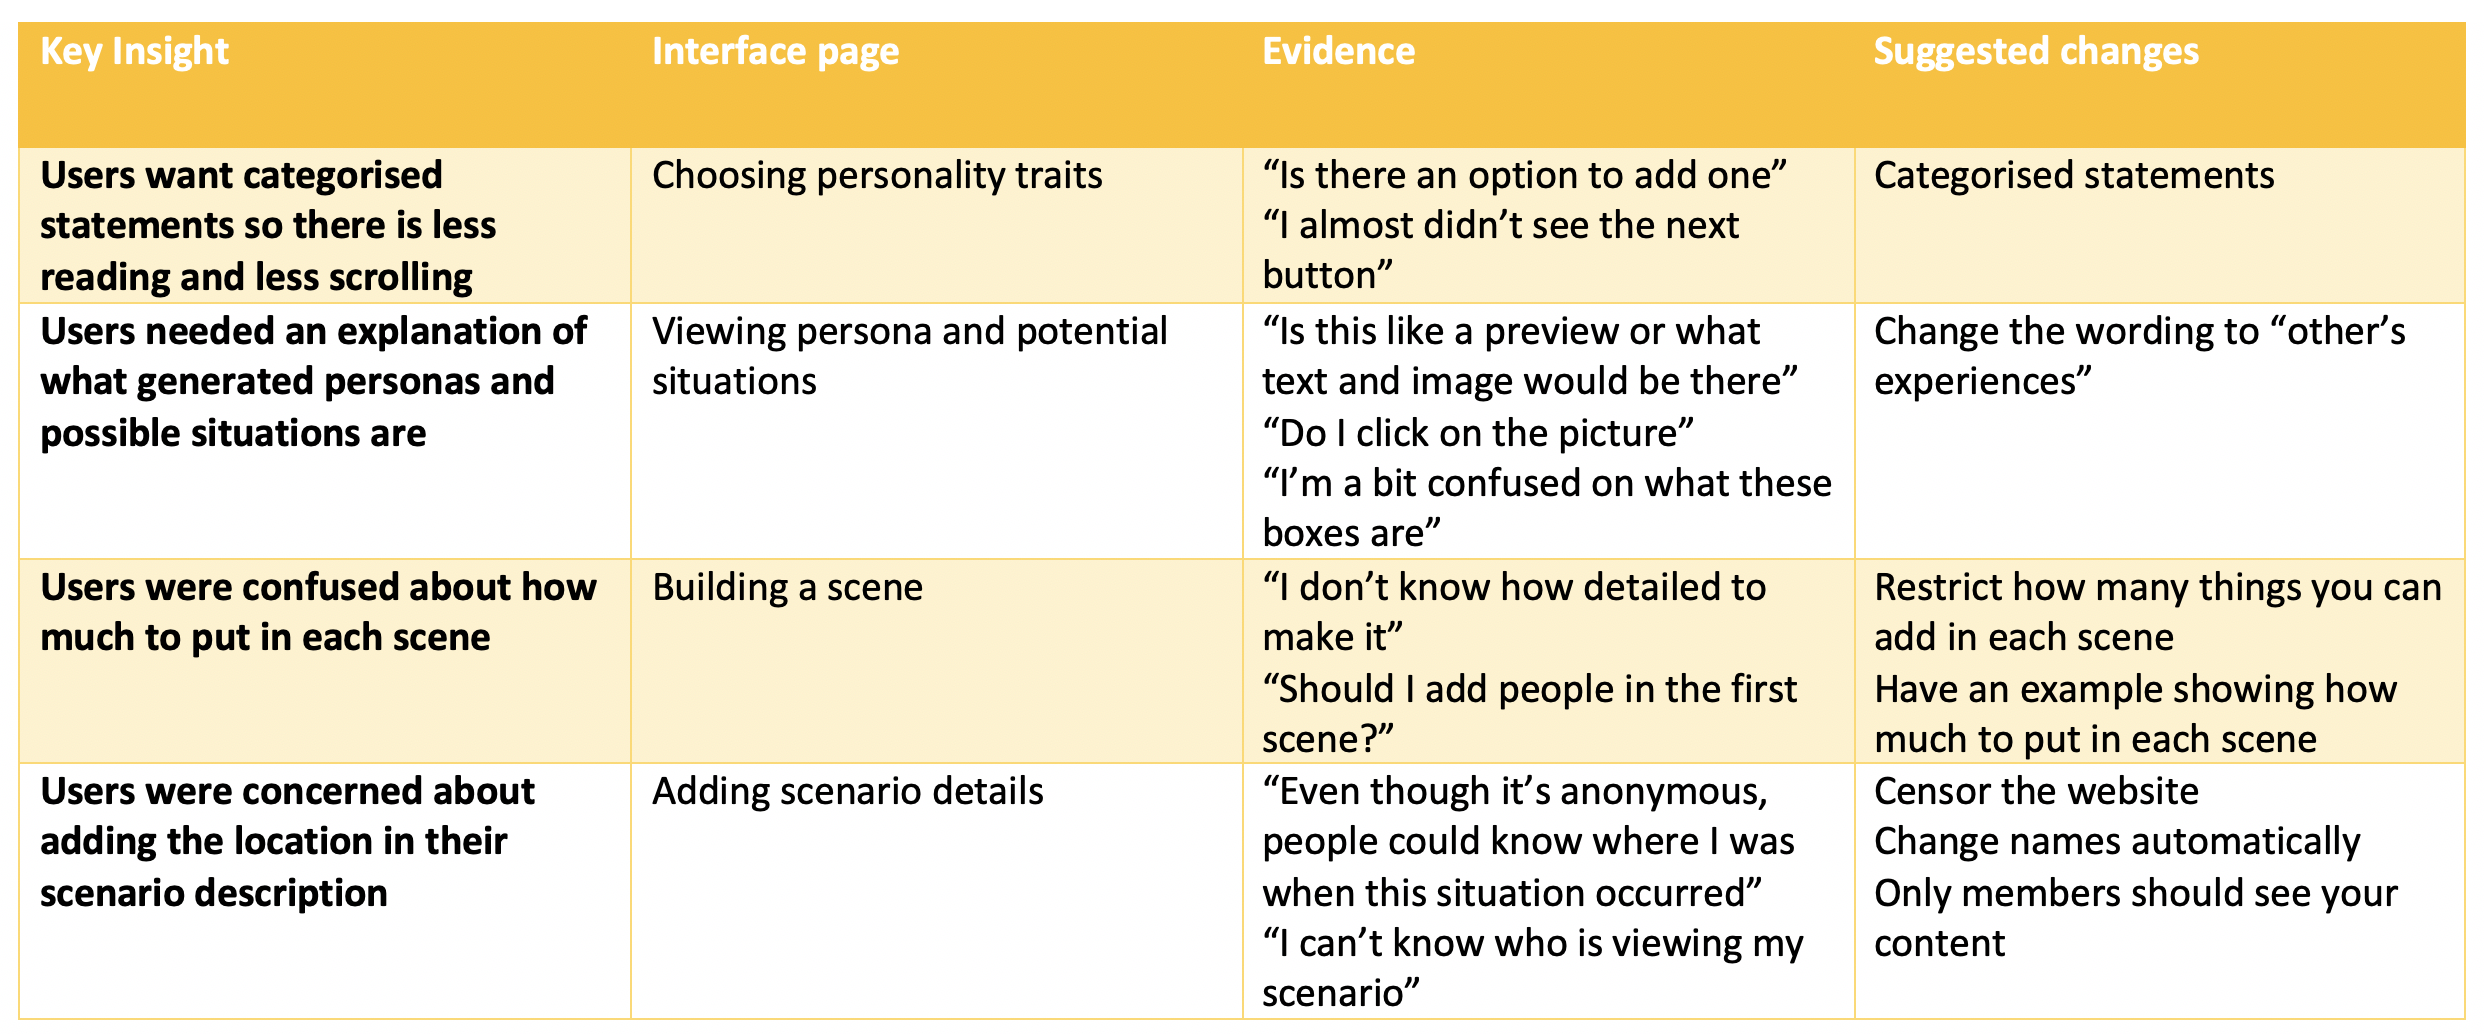 Key Insight
Interface page
Evidence
Suggested changes
Users want categorised
statements so there is less
reading and less scrolling
Choosing personality traits
“Is there an option to add one”
“I almost didn’t see the next
button”
Categorised statements
Users needed an explanation of
what generated personas and
possible situations are
Viewing persona and potential
situations
“Is this like a preview or what
text and image would be there”
“Do I click on the picture”
“I’m a bit confused on what these
boxes are”
Change the wording to “other’s
experiences”
Users were confused about how
much to put in each scene
Building a scene
“I don’t know how detailed to
make it”
“Should I add people in the first
scene?”
Restrict how many things you can
add in each scene
Have an example showing how
much to put in each scene
Users were concerned about
adding the location in their
scenario description
Adding scenario details
“Even though it’s anonymous,
people could know where I was
when this situation occurred”
“I can’t know who is viewing my
scenario”
Censor the website
Change names automatically
Only members should see your
content